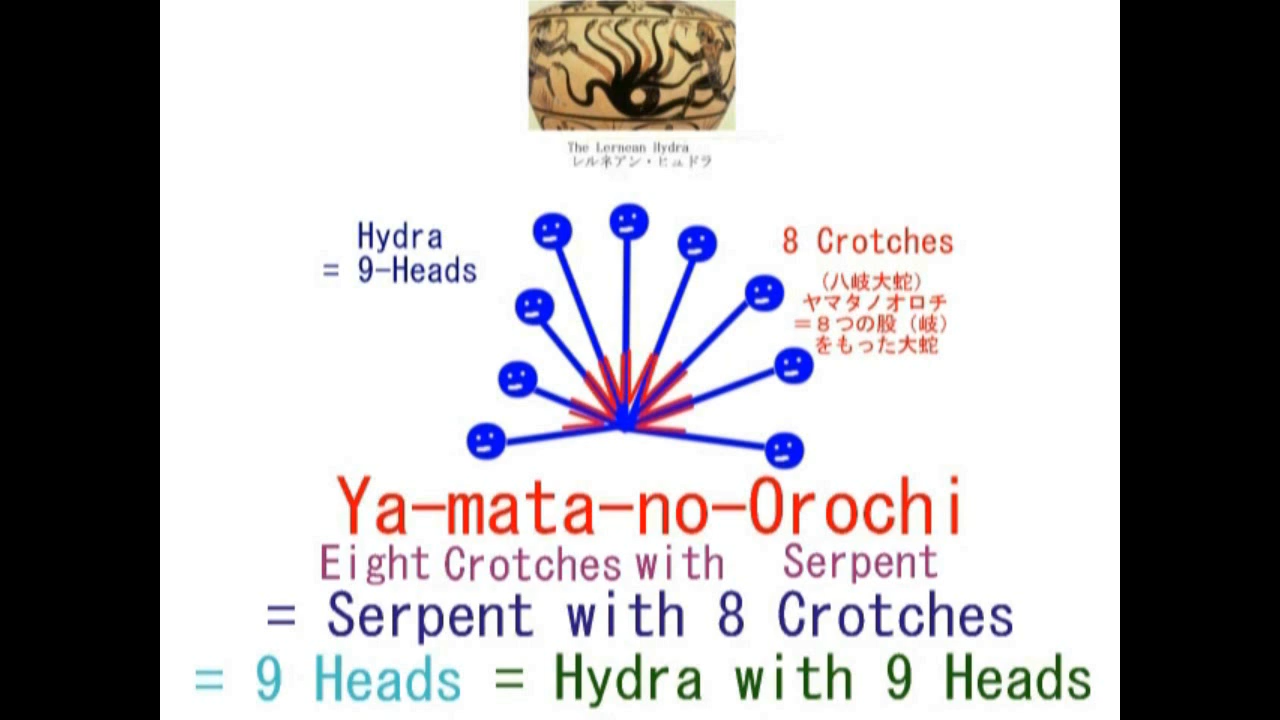 The Lernean Hydra
レルネアン・ヒュドラ
Hydra
= 9-Heads
8 Crotches
(八岐大蛇)
ヤマタノオロチ
＝８つの股（岐）
をもった大蛇
Ya-mata-no-Orochi
Eight Crotches with Serpent
= Serpent with 8 Crotches
= 9 Heads = Hydra with 9 Heads